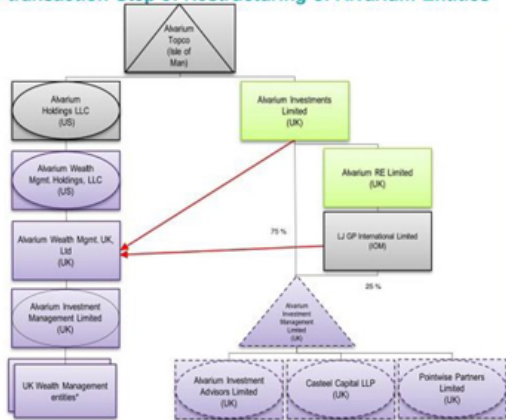 transaction Step 5: Restructuring of Alvarium Entities
Alvarium
Topco
(Isle of
Man)
Alvarium
Holdings LLC
(US)
Alvarium Investments
Limited
(UK)
Alvarium Wealth
Mgmt. Holdings, LLC
(US)
Alvarium RE Limited
(UK)
Alvarium Wealth Mgmt. UK,
Ltd
(UK)
75 %
LJ GP International Limited
(IOM)
25 %
Alvarium Investment
Management Limited
(UK)
Alvarium
Investment
Management
Limited
(UK)
UK Wealth Management
entities*
Alvarium Investment
Advisors Limited
(UK)
Casteel Capital LLP
(UK)
Pointwise Partners
Limited
(UK)